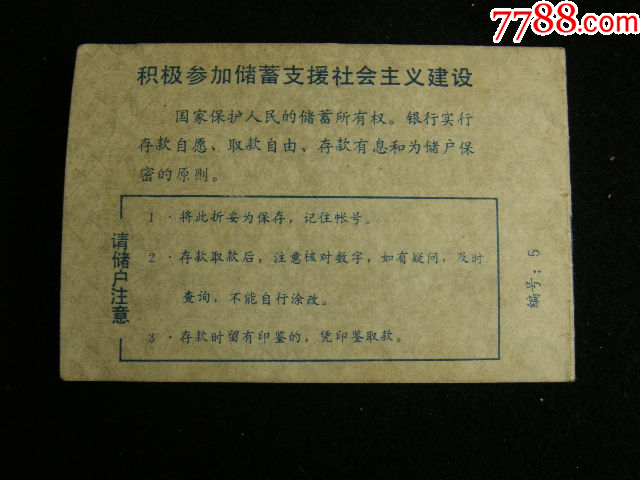 7788.com
积极参加储蓄支援社会主义建设
国家保护人民的储蓄所有权。银行实行
存款自愿、取款自由、存款有息和为储户保
密的原则。
请储户注意
1·将此折妥为保存，记住帐号。
2·存款取款后，注意核对数字，如有疑问，及时
查询，不能自行涂改。
3·存款时留有印鉴的，凭印鉴取款。
编号：5